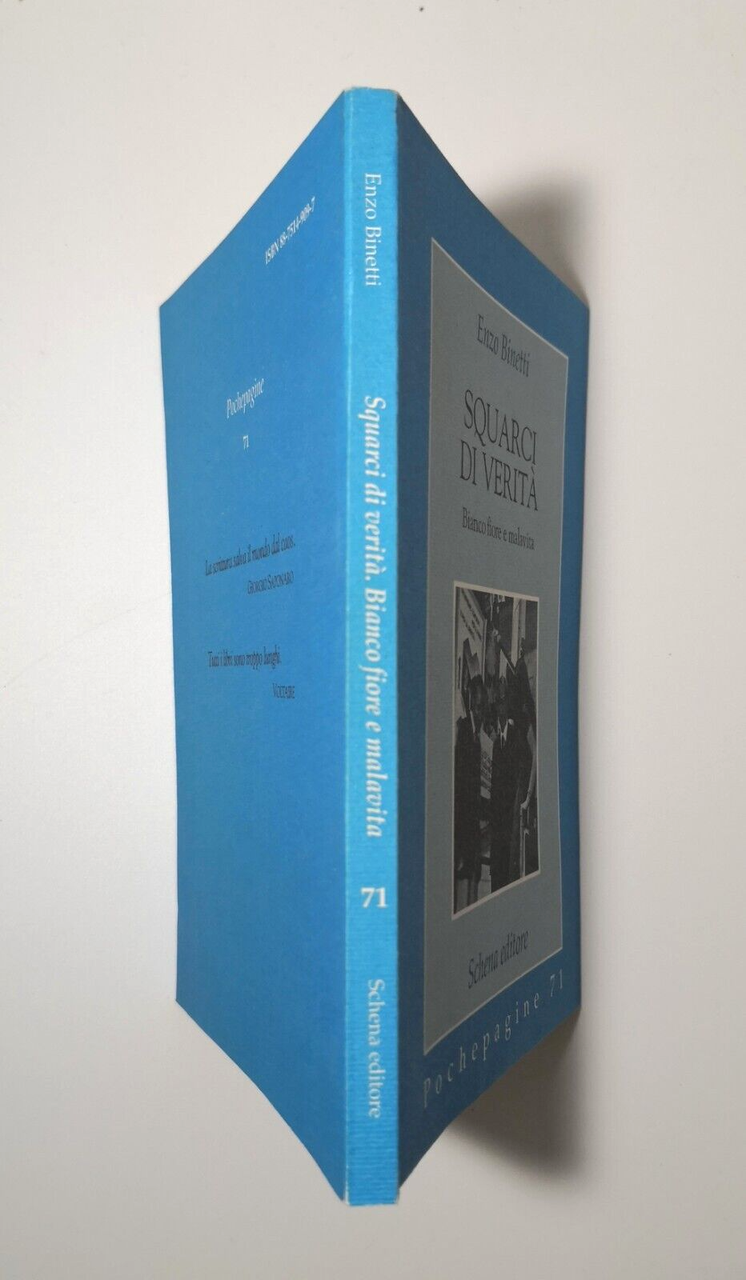 ISBN 88-7514-909-7
Pochepagine
71
La scrittura salva il mondo dal caos.
GIORGIO SAPONARO
Tutti i libri sono troppo lunghi.
VOLTAIRE
Enzo Binetti
Squarci di verità. Bianco fiore e malavita
71
Schena editore
Enzo Binetti
SQUARCI
DI VERITÀ
Bianco fiore e malavita
Schena editore
Pochepagine 71